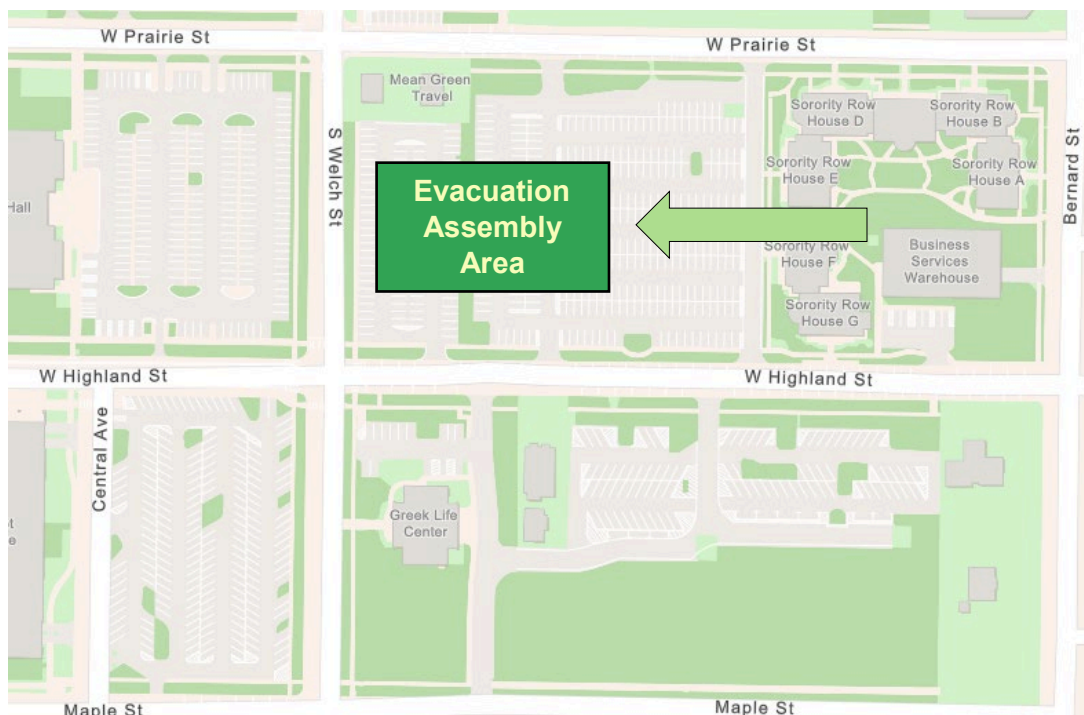 W Prairie St
W Prairie St
Mean Green
Travel
Sorority Row
House D
Sorority Row
House B
S Welch St
Bernard St
Sorority Row
House E
Sorority Row
House A
Evacuation
Assembly
Area
Hall
Sorority Row
House F
Business
Services
Warehouse
Sorority Row
House G
W Highland St
W Highland St
Central Ave
Greek Life
Center
Maple St
Maple St